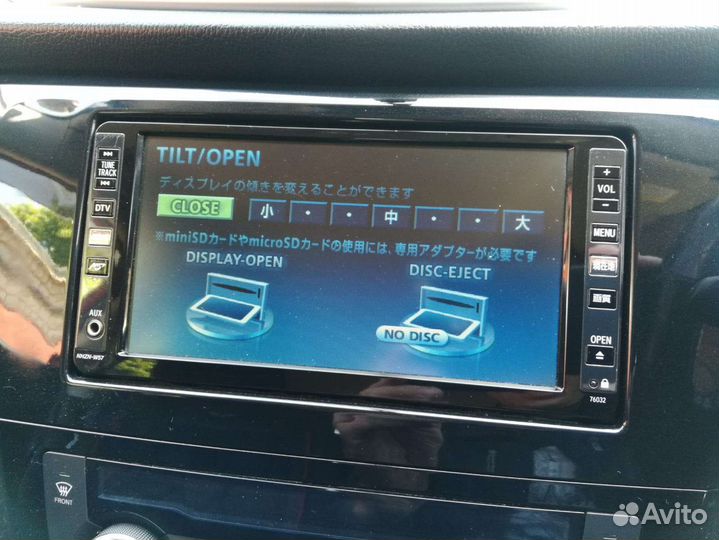 TUNE
TRACK
DTV
AUX
NHZN-W57
TILT/OPEN
ディスプレイの傾きを変えることができます
CLOSE 小 ・ ・ 中 ・ ・ 大
※miniSDカードやmicroSDカードの使用には、専用アダプターが必要です
DISPLAY-OPEN
DISC-EJECT
NO DISC
+
VOL
−
MENU
現在地
画質
OPEN
76032
FRONT
Avito